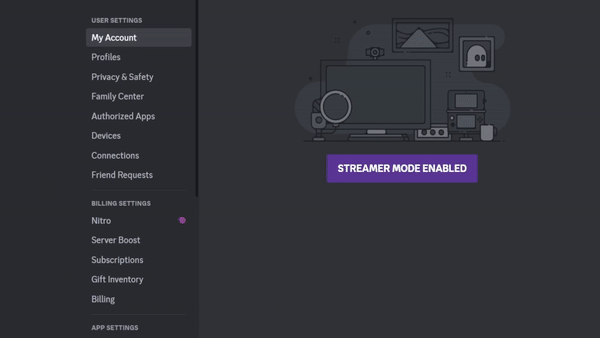 USER SETTINGS
My Account
Profiles
Privacy & Safety
Family Center
Authorized Apps
Devices
Connections
Friend Requests
BILLING SETTINGS
Nitro
Server Boost
Subscriptions
Gift Inventory
Billing
APP SETTINGS
STREAMER MODE ENABLED